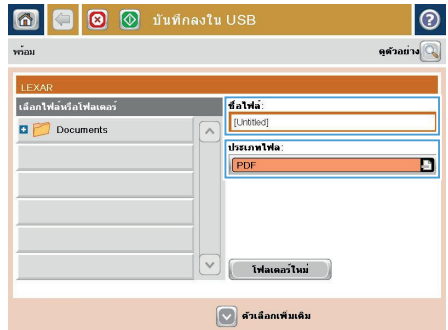 บันทึกลงใน USB
พร้อม
ดูตัวอย่าง
LEXAR
เลือกไฟล์หรือโฟลเดอร์
ชื่อไฟล์:
Documents
[Untitled]
ประเภทไฟล์:
PDF
โฟลเดอร์ใหม่
ตัวเลือกเพิ่มเติม